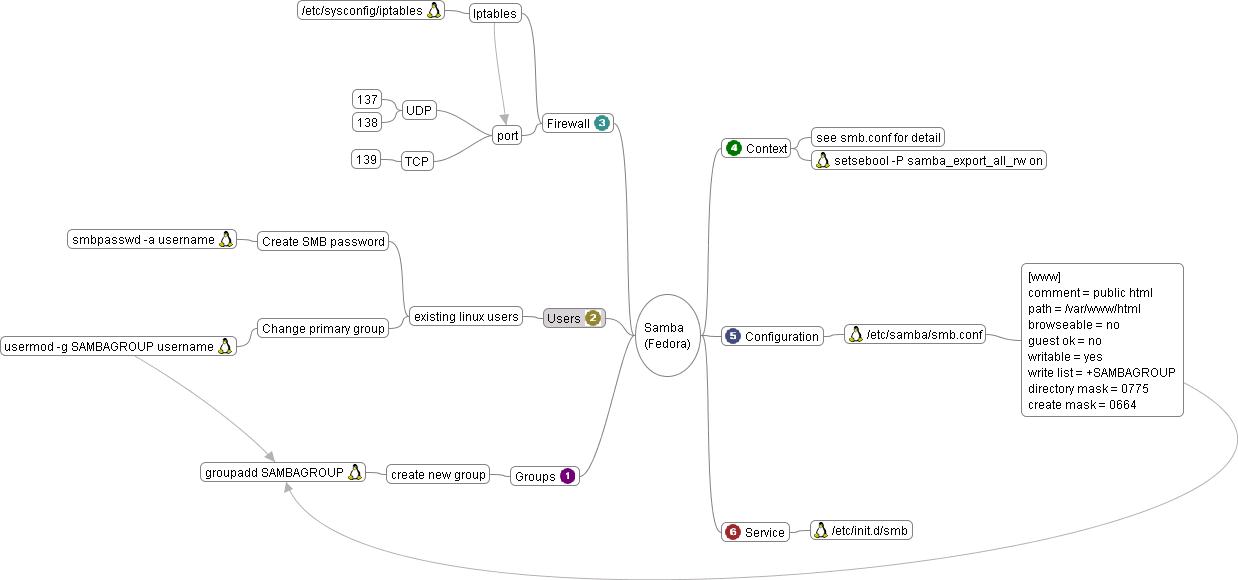 /etc/sysconfig/iptables
Iptables
137
138
UDP
139
TCP
port
Firewall 3
smbpasswd -a username
Create SMB password
usermod -g SAMBAGROUP username
Change primary group
existing linux users
Users 2
groupadd SAMBAGROUP
create new group
Groups 1
Samba
(Fedora)
4 Context
see smb.conf for detail
setsebool -P samba_export_all_rw on
5 Configuration
/etc/samba/smb.conf
[www]
comment = public html
path = /var/www/html
browseable = no
guest ok = no
writable = yes
write list = +SAMBAGROUP
directory mask = 0775
create mask = 0664
6 Service
/etc/init.d/smb